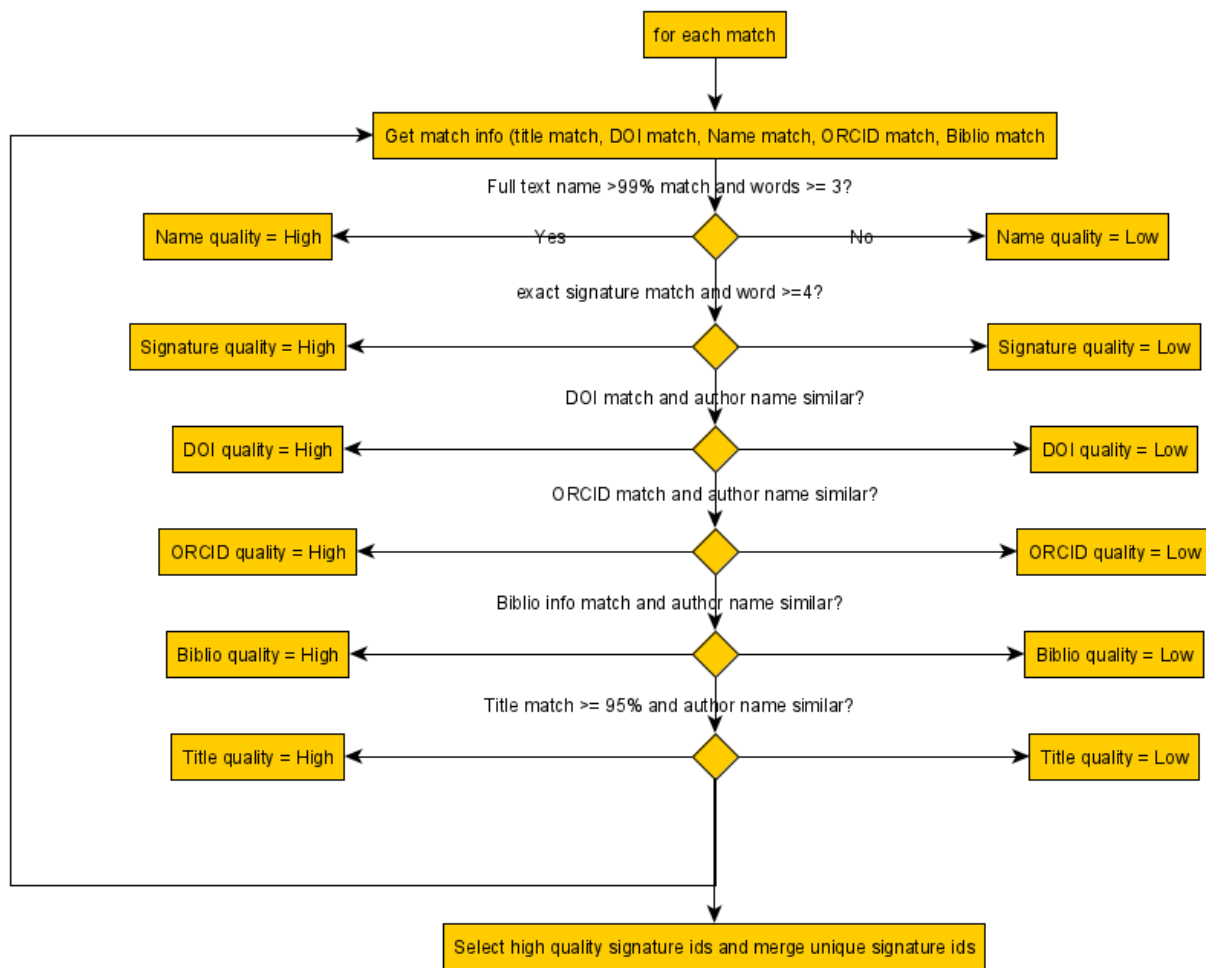 for each match
Get match info (title match, DOI match, Name match, ORCID match, Biblio match
Full text name >99% match and words >= 3?
Name quality = High
Yes
No
Name quality = Low
exact signature match and word >=4?
Signature quality = High
Signature quality = Low
DOI match and author name similar?
DOI quality = High
DOI quality = Low
ORCID match and author name similar?
ORCID quality = High
ORCID quality = Low
Biblio info match and author name similar?
Biblio quality = High
Biblio quality = Low
Title match >= 95% and author name similar?
Title quality = High
Title quality = Low
Select high quality signature ids and merge unique signature ids